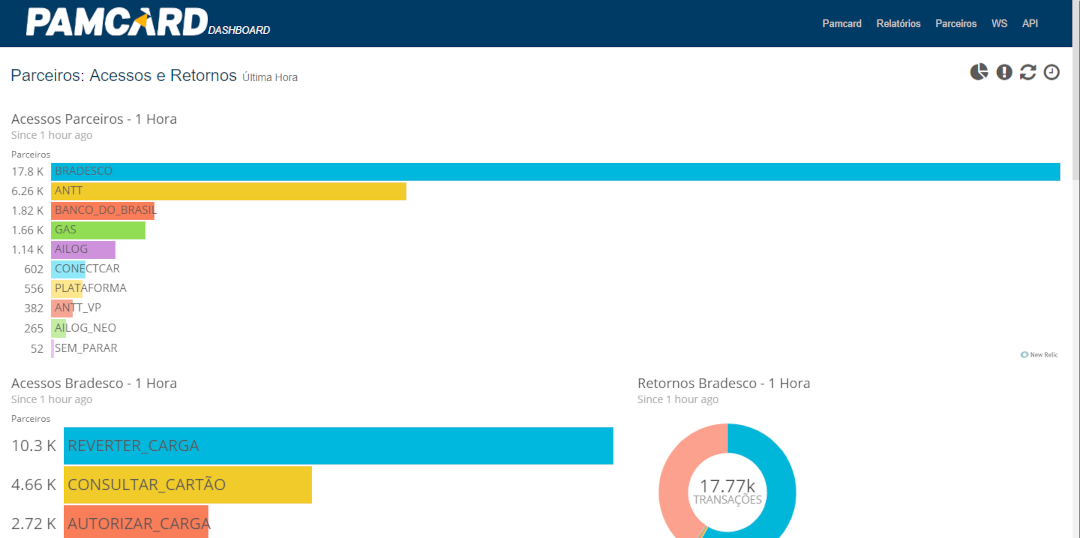 PAMCARD DASHBOARD
Pamcard Relatórios Parceiros WS API
Parceiros: Acessos e Retornos Última Hora
Acessos Parceiros - 1 Hora
Since 1 hour ago
Parceiros
17.8 K BRADESCO
6.26 K ANTT
1.82 K BANCO_DO_BRASIL
1.66 K GAS
1.14 K AILOG
602 CONECTCAR
556 PLATAFORMA
382 ANTT_VP
265 AILOG_NEO
52 SEM_PARAR
New Relic
Acessos Bradesco - 1 Hora
Since 1 hour ago
Parceiros
10.3 K REVERTER_CARGA
4.66 K CONSULTAR_CARTÃO
2.72 K AUTORIZAR_CARGA
Retornos Bradesco - 1 Hora
Since 1 hour ago
17.77k
TRANSAÇÕES